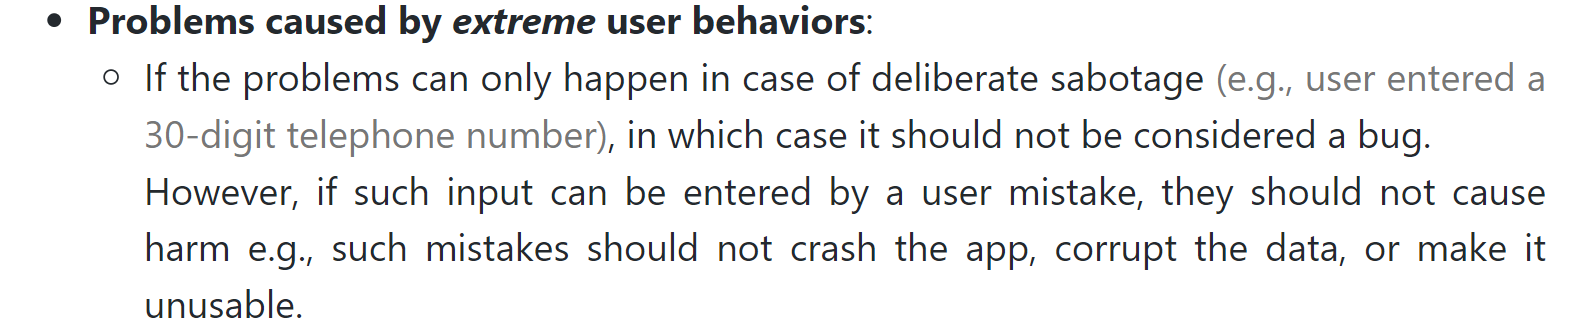 • Problems caused by extreme user behaviors:
○ If the problems can only happen in case of deliberate sabotage (e.g., user entered a
30-digit telephone number), in which case it should not be considered a bug.
However, if such input can be entered by a user mistake, they should not cause
harm e.g., such mistakes should not crash the app, corrupt the data, or make it
unusable.